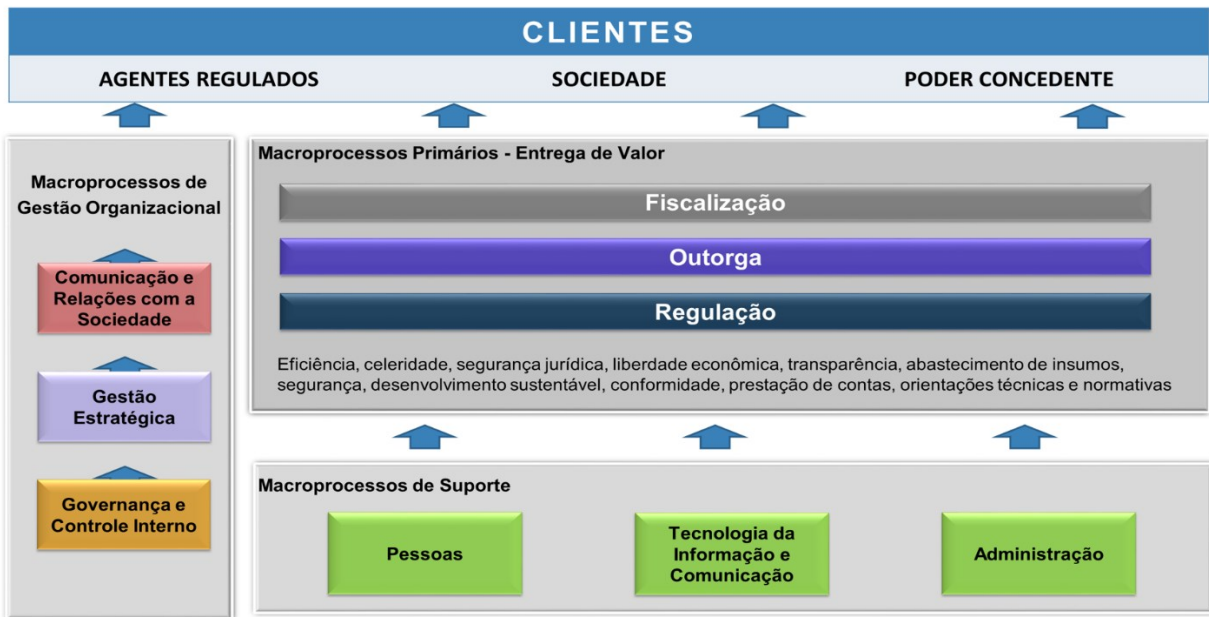 CLIENTES
AGENTES REGULADOS
SOCIEDADE
PODER CONCEDENTE
Macroprocessos de
Gestão Organizacional
Comunicação e
Relações com a
Sociedade
Gestão
Estratégica
Governança e
Controle Interno
Macroprocessos Primários - Entrega de Valor
Fiscalização
Outorga
Regulação
Eficiência, celeridade, segurança jurídica, liberdade econômica, transparência, abastecimento de insumos,
segurança, desenvolvimento sustentável, conformidade, prestação de contas, orientações técnicas e normativas
Macroprocessos de Suporte
Pessoas
Tecnologia da
Informação e
Comunicação
Administração